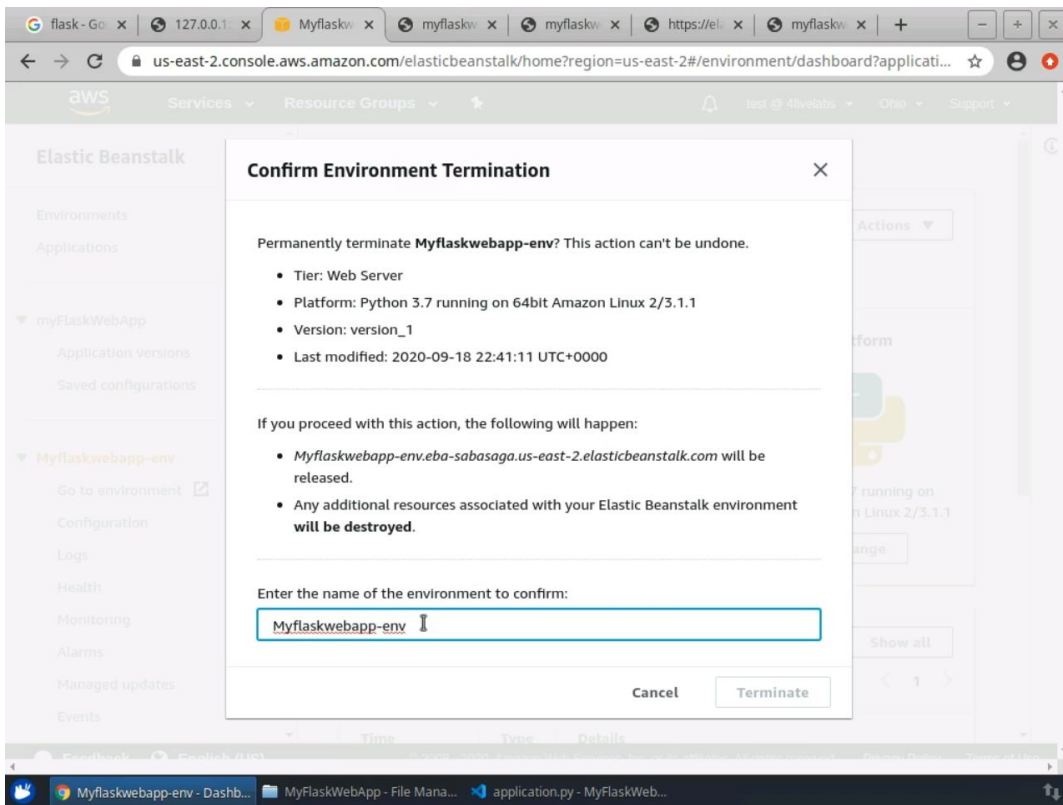 flask - Go
127.0.0.1:
Myflaskw
myflaskw
myflaskw
https://ela
myflaskw
us-east-2.console.aws.amazon.com/elasticbeanstalk/home?region=us-east-2#/environment/dashboard?applicati...
aws
Services
Resource Groups
test @ 4livelabs
Ohio
Support
Elastic Beanstalk
Environments
Applications
myFlaskWebApp
Application versions
Saved configurations
Myflaskwebapp-env
Go to environment
Configuration
Logs
Health
Monitoring
Alarms
Managed updates
Events
Confirm Environment Termination
Permanently terminate Myflaskwebapp-env? This action can't be undone.
• Tier: Web Server
• Platform: Python 3.7 running on 64bit Amazon Linux 2/3.1.1
• Version: version_1
• Last modified: 2020-09-18 22:41:11 UTC+0000
If you proceed with this action, the following will happen:
• Myflaskwebapp-env.eba-sabasaga.us-east-2.elasticbeanstalk.com will be
released.
• Any additional resources associated with your Elastic Beanstalk environment
will be destroyed.
Enter the name of the environment to confirm:
Myflaskwebapp-env
Cancel
Terminate
Actions
tform
7 running on
n Linux 2/3.1.1
ange
Show all
1
Time
Type
Details
Feedback
English (US)
Privacy Policy
Terms of Use
Myflaskwebapp-env - Dashb...
MyFlaskWebApp - File Mana...
application.py - MyFlaskWeb...